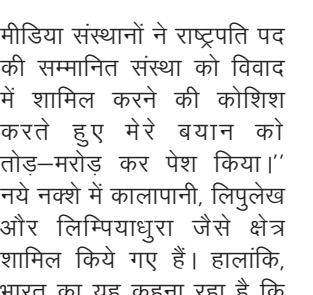 मीडिया संस्थानों ने राष्ट्रपति पद
की सम्मानित संस्था को विवाद
में शामिल करने की कोशिश
करते हुए मेरे बयान को
तोड़–मरोड़ कर पेश किया।’’
नये नक्शे में कालापानी, लिपुलेख
और लिम्पियाधुरा जैसे क्षेत्र
शामिल किये गए हैं। हालांकि,
भारत का यह कहना रहा है कि